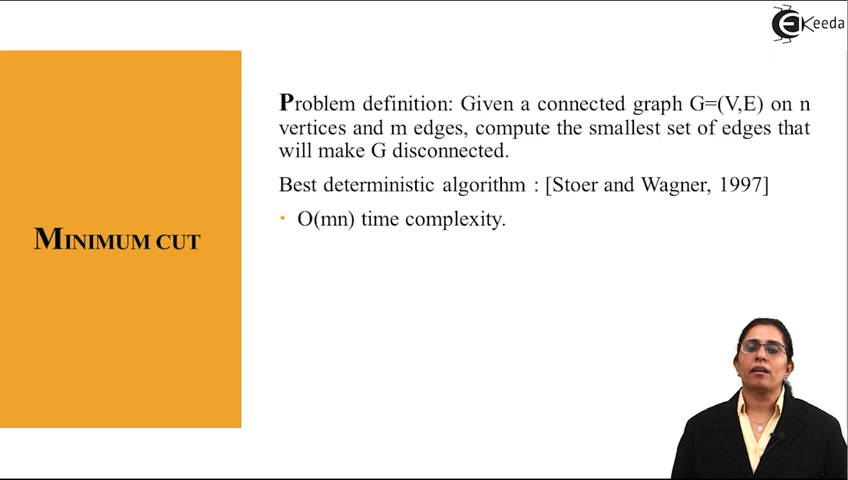 Keeda
Problem definition: Given a connected graph G=(V,E) on n
vertices and m edges, compute the smallest set of edges that
will make G disconnected.
Best deterministic algorithm : [Stoer and Wagner, 1997]
• O(mn) time complexity.
MINIMUM CUT